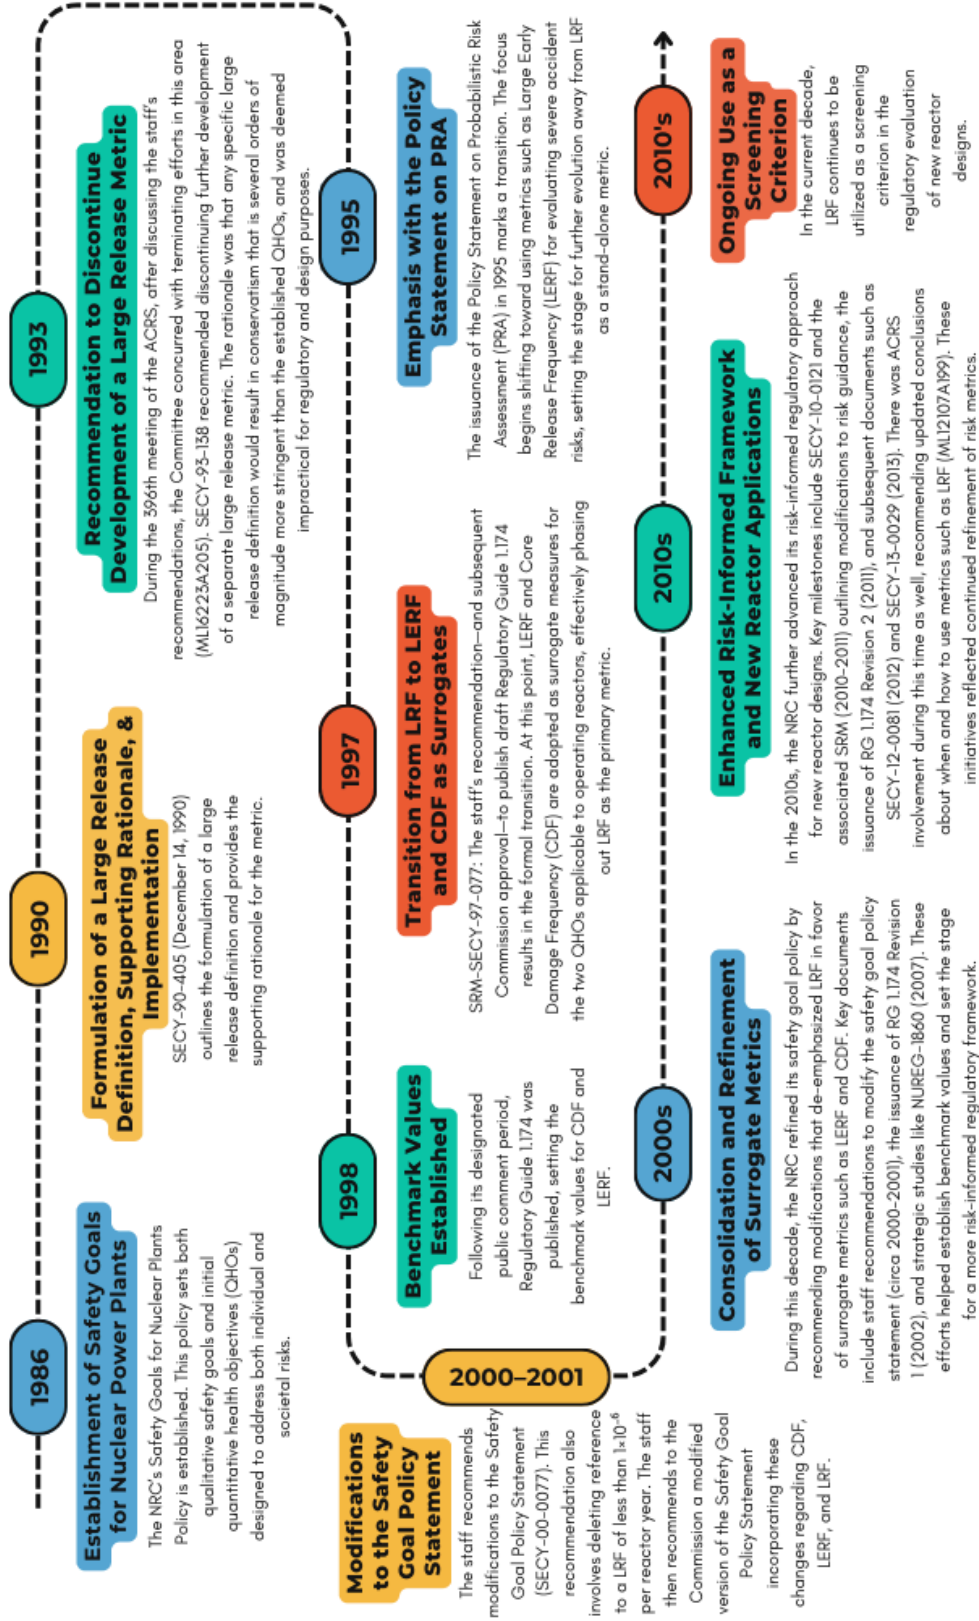 1986
Establishment of Safety Goals
for Nuclear Power Plants
The NRC's Safety Goals for Nuclear Plants
Policy is established. This policy sets both
qualitative safety goals and initial
quantitative health objectives (QHOs)
designed to address both individual and
societal risks.
1990
Formulation of a Large Release
Definition, Supporting Rationale, &
Implementation
SECY-90-405 (December 14, 1990)
outlines the formulation of a large
release definition and provides the
supporting rationale for the metric.
1993
Recommendation to Discontinue
Development of a Large Release Metric
During the 396th meeting of the ACRS, after discussing the staff's
recommendations, the Committee concurred with terminating efforts in this area
(ML16223A205). SECY-93-138 recommended discontinuing further development
of a separate large release metric. The rationale was that any specific large
release definition would result in conservatism that is several orders of
magnitude more stringent than the established QHOs, and was deemed
impractical for regulatory and design purposes.
1995
Emphasis with the Policy
Statement on PRA
The issuance of the Policy Statement on Probabilistic Risk
Assessment (PRA) in 1995 marks a transition. The focus
begins shifting toward using metrics such as Large Early
Release Frequency (LERF) for evaluating severe accident
risks, setting the stage for further evolution away from LRF
as a stand-alone metric.
1997
Transition from LRF to LERF
and CDF as Surrogates
SRM-SECY-97-077: The staff's recommendation—and subsequent
Commission approval—to publish draft Regulatory Guide 1.174
results in the formal transition. At this point, LERF and Core
Damage Frequency (CDF) are adopted as surrogate measures for
the two QHOs applicable to operating reactors, effectively phasing
out LRF as the primary metric.
1998
Benchmark Values
Established
Following its designated
public comment period,
Regulatory Guide 1.174 was
published, setting the
benchmark values for CDF and
LERF.
2000–2001
Modifications
to the Safety
Goal Policy
Statement
The staff recommends
modifications to the Safety
Goal Policy Statement
(SECY-00-0077). This
recommendation also
involves deleting reference
to a LRF of less than 1×10⁻⁶
per reactor year. The staff
then recommends to the
Commission a modified
version of the Safety Goal
Policy Statement
incorporating these
changes regarding CDF,
LERF, and LRF.
2000s
Consolidation and Refinement
of Surrogate Metrics
During this decade, the NRC refined its safety goal policy by
recommending modifications that de-emphasized LRF in favor
of surrogate metrics such as LERF and CDF. Key documents
include staff recommendations to modify the safety goal policy
statement (circa 2000-2001), the issuance of RG 1.174 Revision
1 (2002), and strategic studies like NUREG-1860 (2007). These
efforts helped establish benchmark values and set the stage
for a more risk-informed regulatory framework.
2010s
Enhanced Risk-Informed Framework
and New Reactor Applications
In the 2010s, the NRC further advanced its risk-informed regulatory approach
for new reactor designs. Key milestones include SECY-10-0121 and the
associated SRM (2010-2011) outlining modifications to risk guidance, the
issuance of RG 1.174 Revision 2 (2011), and subsequent documents such as
SECY-12-0081 (2012) and SECY-13-0029 (2013). There was ACRS
involvement during this time as well, recommending updated conclusions
about when and how to use metrics such as LRF (ML12107A199). These
initiatives reflected continued refinement of risk metrics.
2010's
Ongoing Use as a
Screening
Criterion
In the current decade,
LRF continues to be
utilized as a screening
criterion in the
regulatory evaluation
of new reactor
designs.